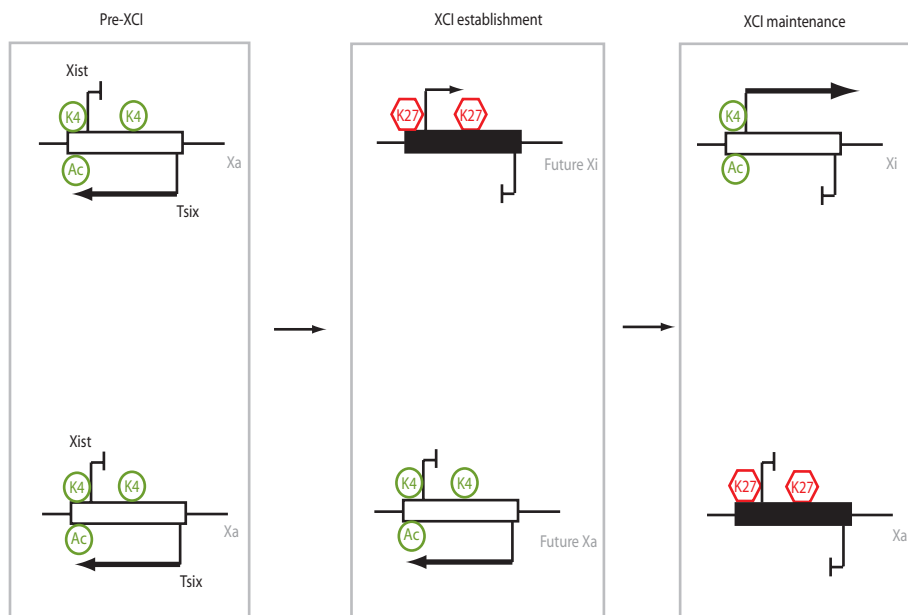 Pre-XCI
XCI establishment
XCI maintenance
Xist
K4
K4
Ac
Xa
Tsix
K27
K27
Future Xi
K4
Ac
Xi
Xist
K4
K4
Ac
Xa
Tsix
K4
K4
Ac
Future Xa
K27
K27
Xa